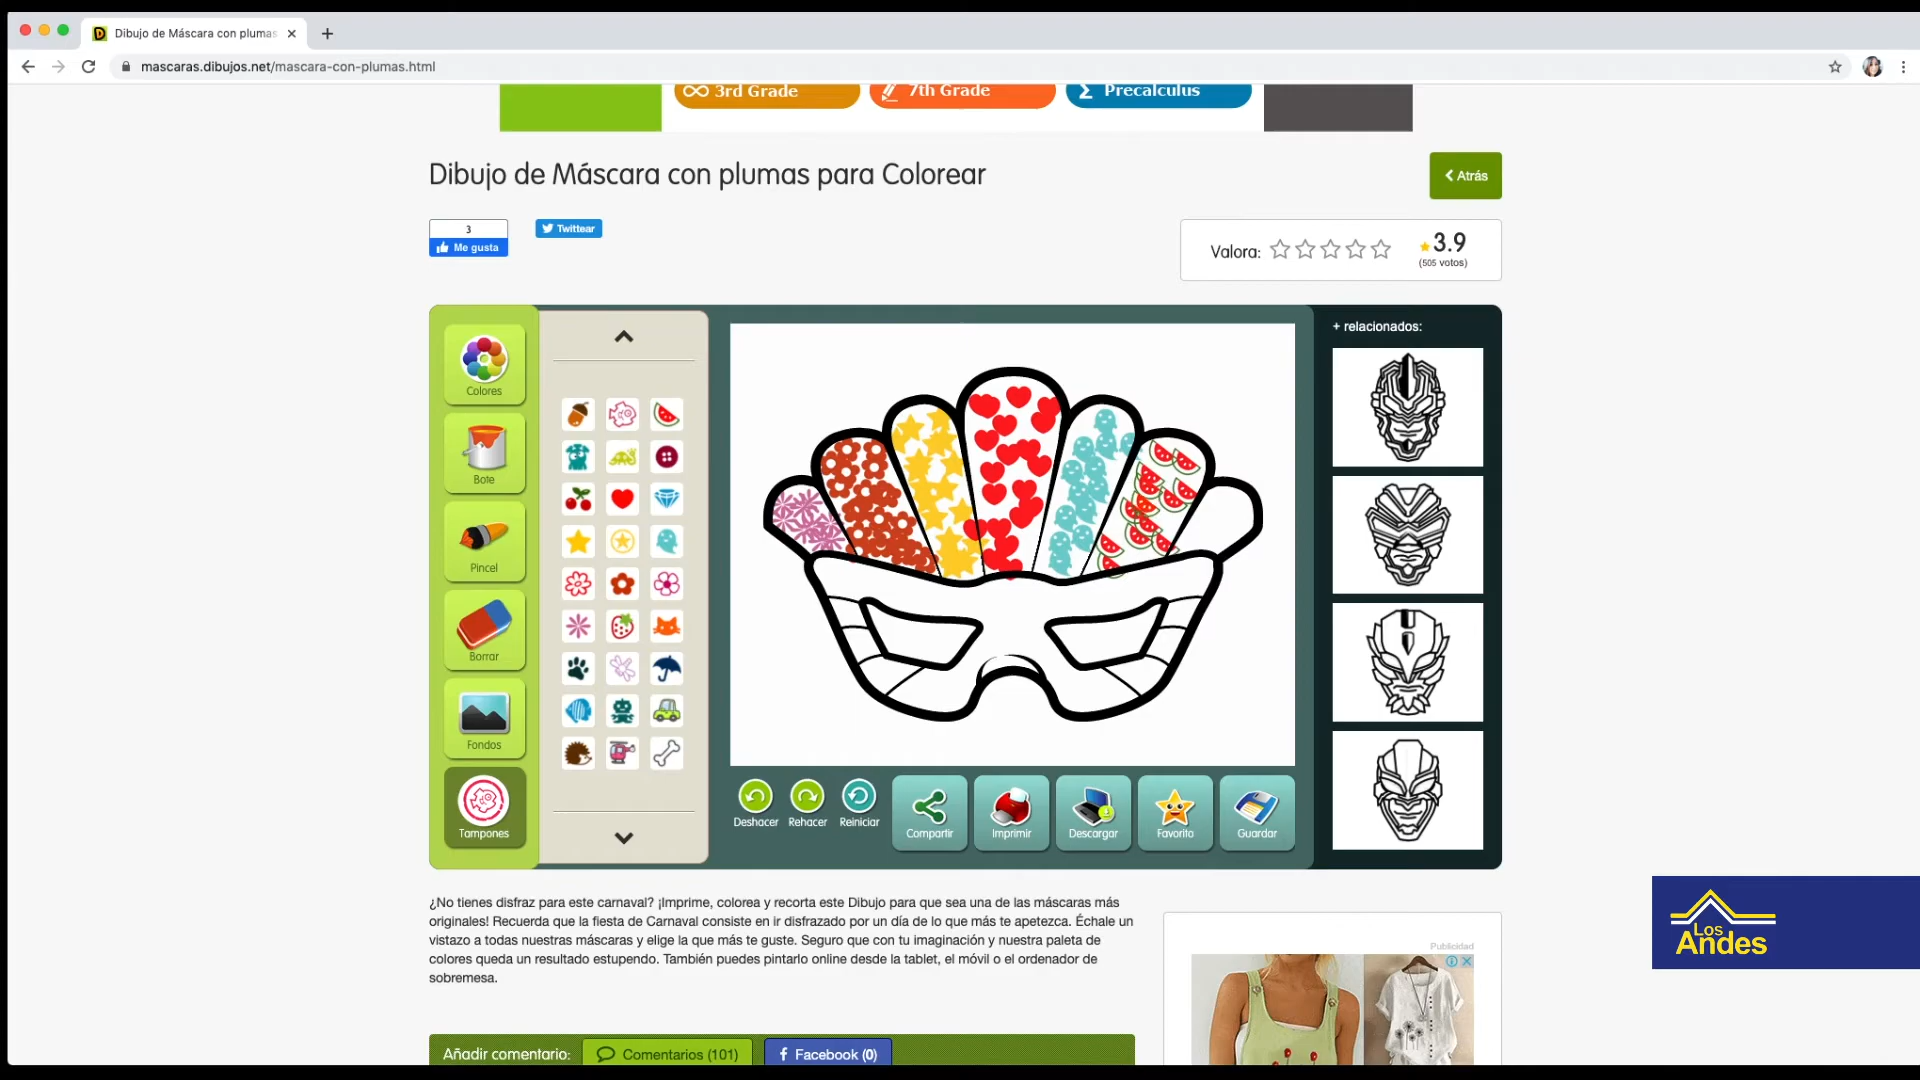 Dibujo de Máscara con plumas
mascaras.dibujos.net/mascara-con-plumas.html
3rd Grade
7th Grade
Σ Precalculus
Dibujo de Máscara con plumas para Colorear
Atrás
3
Me gusta
Twittear
Valora:
3.9
(505 votos)
+ relacionados:
Colores
Bote
Pincel
Borrar
Fondos
Tampones
Deshacer
Rehacer
Reiniciar
Compartir
Imprimir
Descargar
Favorito
Guardar
¿No tienes disfraz para este carnaval? ¡Imprime, colorea y recorta este Dibujo para que sea una de las máscaras más
originales! Recuerda que la fiesta de Carnaval consiste en ir disfrazado por un día de lo que más te apetezca. Échale un
vistazo a todas nuestras máscaras y elige la que más te guste. Seguro que con tu imaginación y nuestra paleta de
colores queda un resultado estupendo. También puedes pintarlo online desde la tablet, el móvil o el ordenador de
sobremesa.
Los
Andes
Publicidad
Añadir comentario:
Comentarios (101)
Facebook (0)